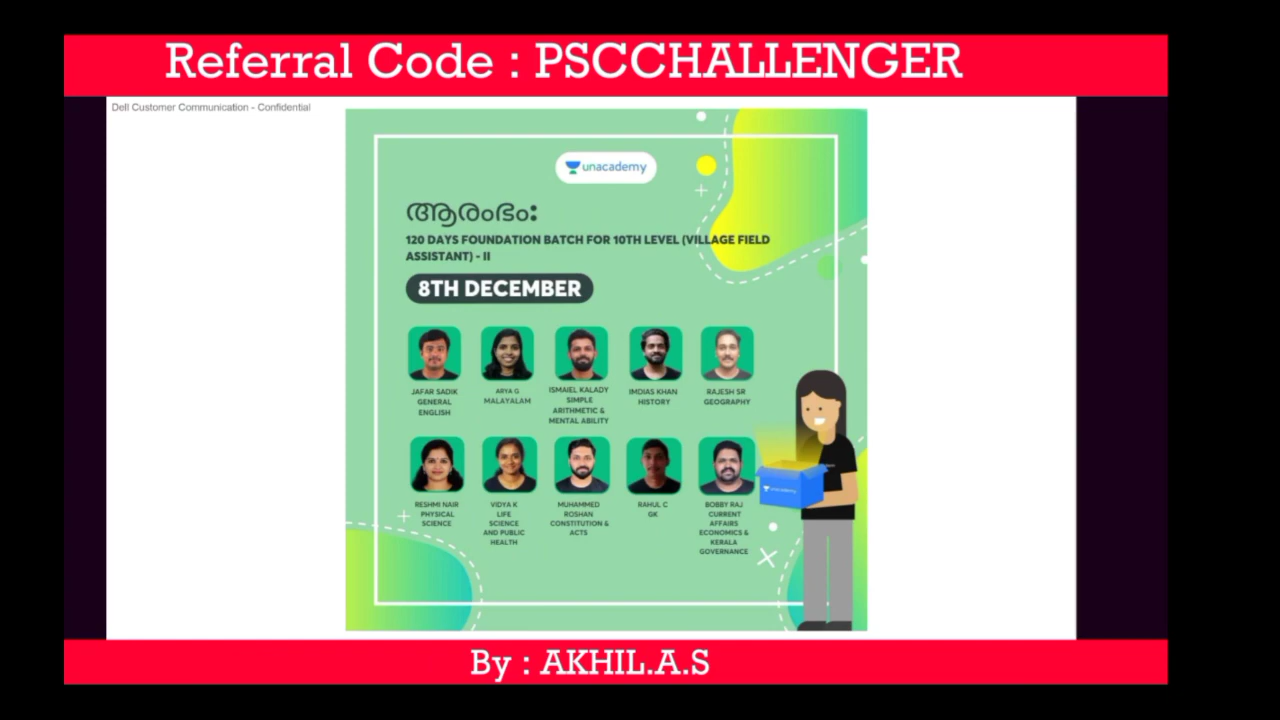 Referral Code : PSCCHALLENGER
Dell Customer Communication - Confidential
unacademy
ആരംഭം:
120 DAYS FOUNDATION BATCH FOR 10TH LEVEL (VILLAGE FIELD
ASSISTANT) - II
8TH DECEMBER
JAFAR SADIK
GENERAL
ENGLISH
ARYA G
MALAYALAM
ISMAIEL KALADY
SIMPLE
ARITHMETIC &
MENTAL ABILITY
IMDIAS KHAN
HISTORY
RAJESH SR
GEOGRAPHY
RESHMI NAIR
PHYSICAL
SCIENCE
VIDYA K
LIFE
SCIENCE
AND PUBLIC
HEALTH
MUHAMMED
ROSHAN
CONSTITUTION &
ACTS
RAHUL C
GK
BOBBY RAJ
CURRENT
AFFAIRS
ECONOMICS &
KERALA
GOVERNANCE
unacademy
By : AKHIL.A.S